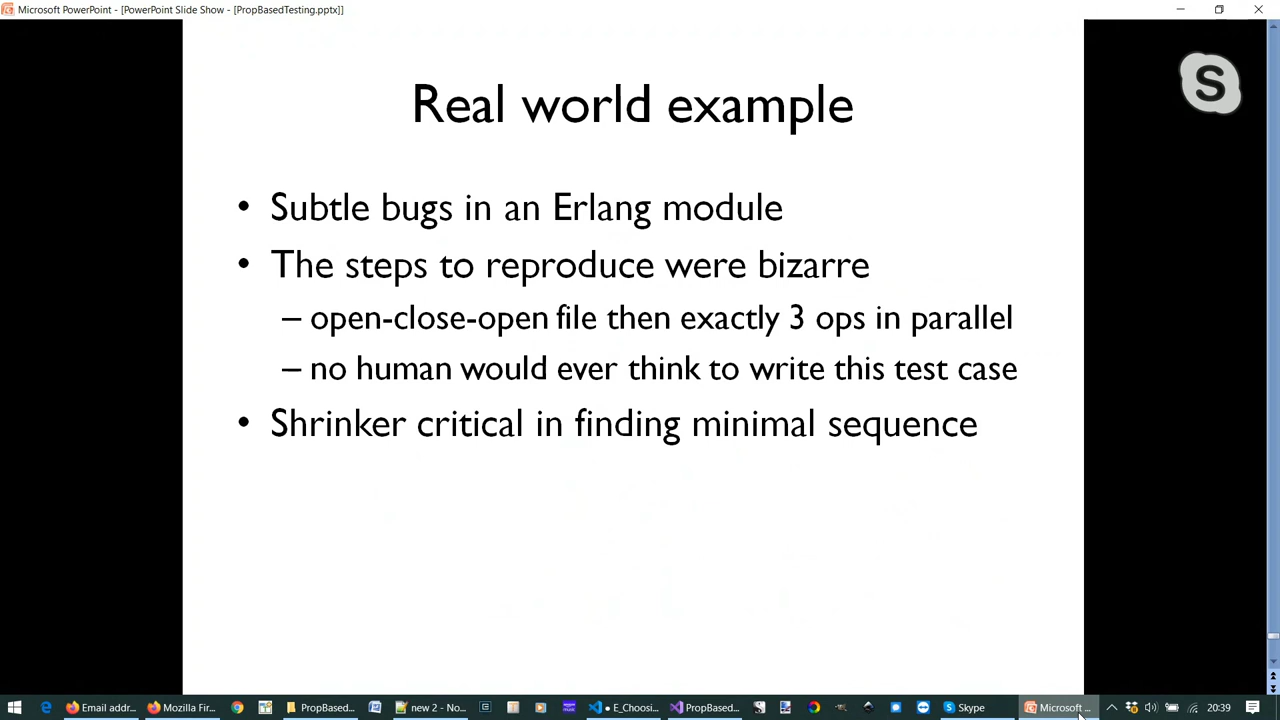 Microsoft PowerPoint - [PowerPoint Slide Show - [PropBasedTesting.pptx]]
S
Real world example
• Subtle bugs in an Erlang module
• The steps to reproduce were bizarre
– open-close-open file then exactly 3 ops in parallel
– no human would ever think to write this test case
• Shrinker critical in finding minimal sequence
Email addr... Mozilla Fir... PropBased... new 2 - No... E_Choosi... PropBased... Skype Microsoft ... 20:39